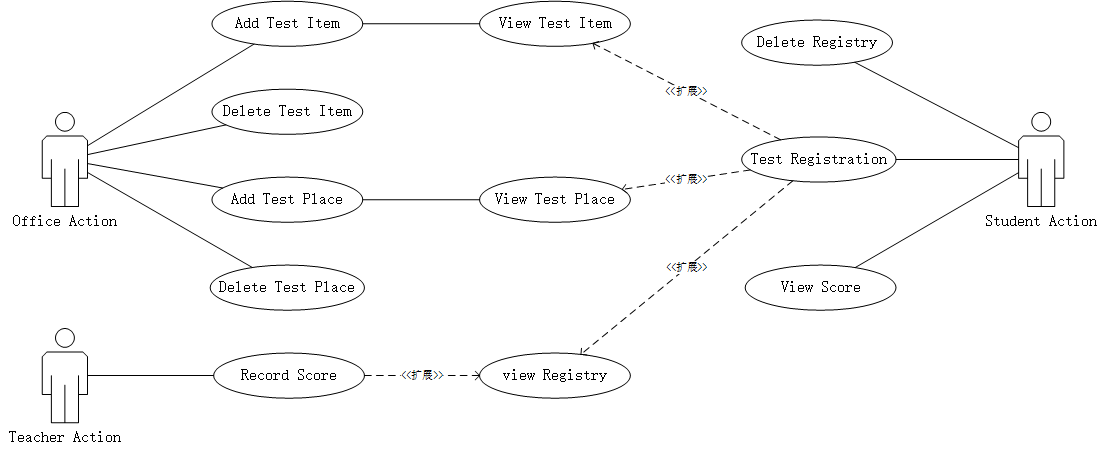 Add Test Item
View Test Item
Delete Registry
<<扩展>>
Delete Test Item
Test Registration
<<扩展>>
Office Action
Add Test Place
View Test Place
Student Action
<<扩展>>
Delete Test Place
View Score
Record Score
<<扩展>>
view Registry
Teacher Action